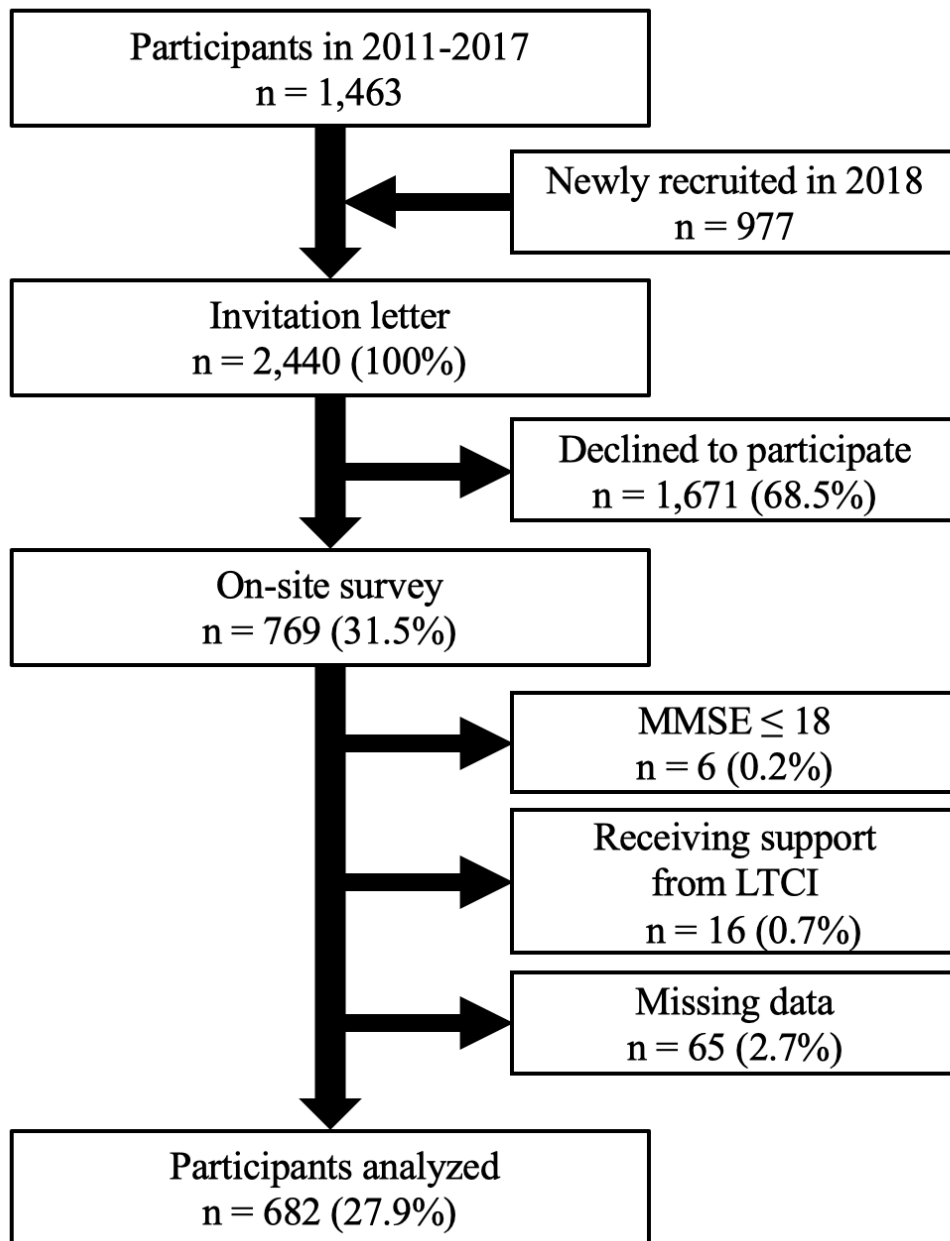 Participants in 2011-2017
n = 1,463
Newly recruited in 2018
n = 977
Invitation letter
n = 2,440 (100%)
Declined to participate
n = 1,671 (68.5%)
On-site survey
n = 769 (31.5%)
MMSE ≤ 18
n = 6 (0.2%)
Receiving support
from LTCI
n = 16 (0.7%)
Missing data
n = 65 (2.7%)
Participants analyzed
n = 682 (27.9%)